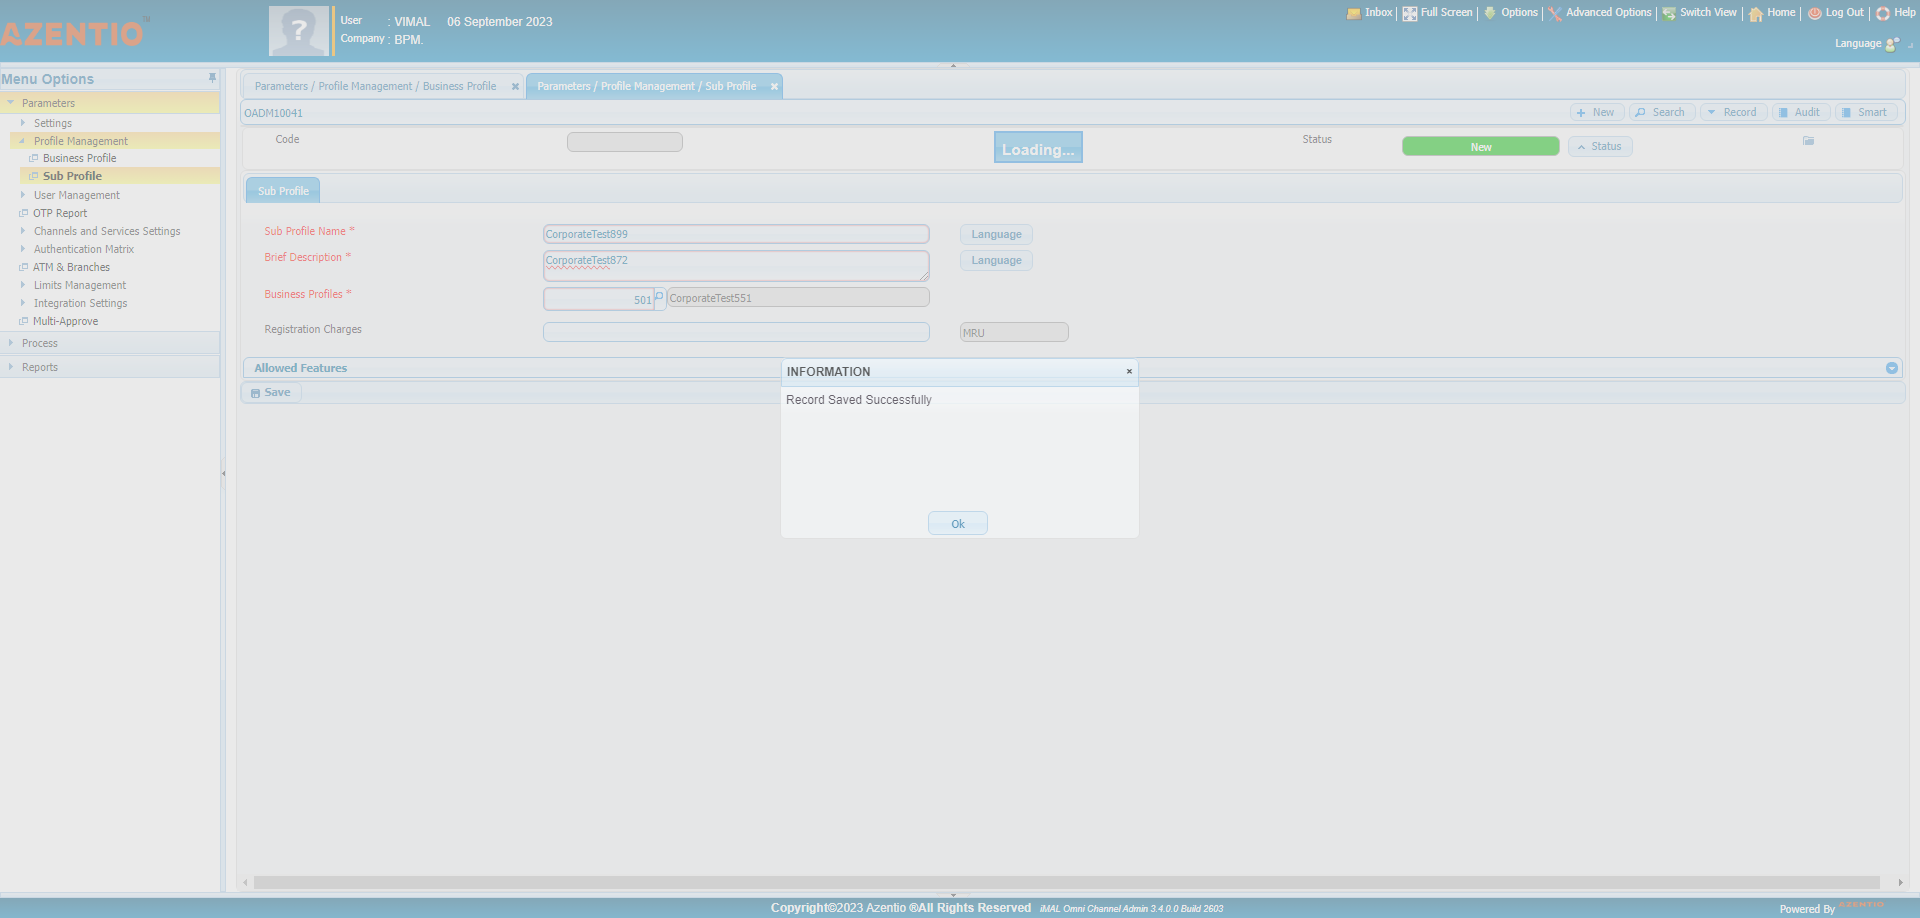 AZENTIO™
User : VIMAL 06 September 2023
Company : BPM.
Inbox Full Screen Options Advanced Options Switch View Home Log Out Help
Language
Menu Options
Parameters
Settings
Profile Management
Business Profile
Sub Profile
User Management
OTP Report
Channels and Services Settings
Authentication Matrix
ATM & Branches
Limits Management
Integration Settings
Multi-Approve
Process
Reports
Parameters / Profile Management / Business Profile
Parameters / Profile Management / Sub Profile
OADM10041
New Search Record Audit Smart
Code
Loading...
Status New Status
Sub Profile
Sub Profile Name * CorporateTest899 Language
Brief Description * CorporateTest872 Language
Business Profiles * 501 CorporateTest551
Registration Charges MRU
Allowed Features
Save
INFORMATION
Record Saved Successfully
Ok
Copyright©2023 Azentio ®All Rights Reserved iMAL Omni Channel Admin 3.4.0.0 Build 2603
Powered By AZENTIO